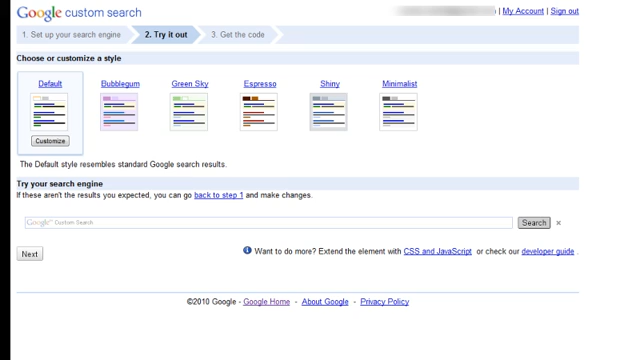 Google custom search
| My Account | Sign out
1. Set up your search engine 2. Try it out 3. Get the code
Choose or customize a style
Default Bubblegum Green Sky Espresso Shiny Minimalist
Customize
The Default style resembles standard Google search results.
Try your search engine
If these aren't the results you expected, you can go back to step 1 and make changes.
Google™ Custom Search Search ×
Next Want to do more? Extend the element with CSS and JavaScript or check our developer guide .
©2010 Google - Google Home - About Google - Privacy Policy